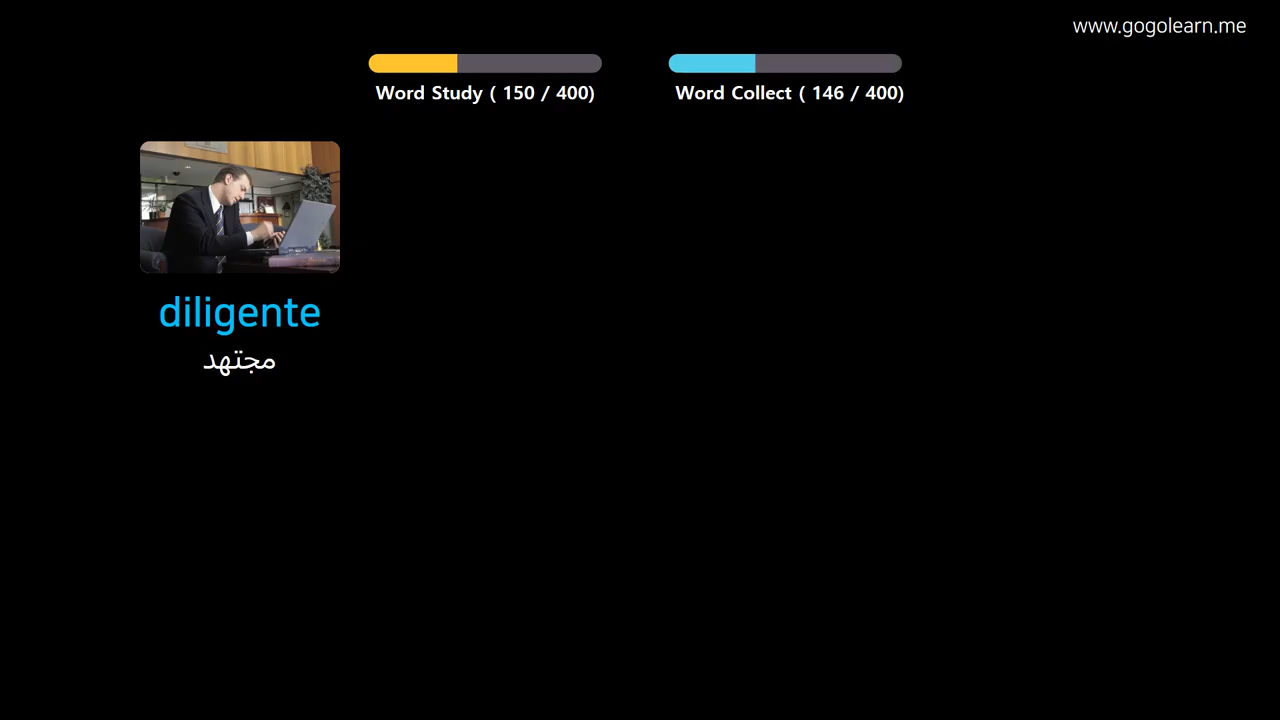 www.gogolearn.me
Word Study ( 150 / 400)
Word Collect ( 146 / 400)
diligente
مجتهد